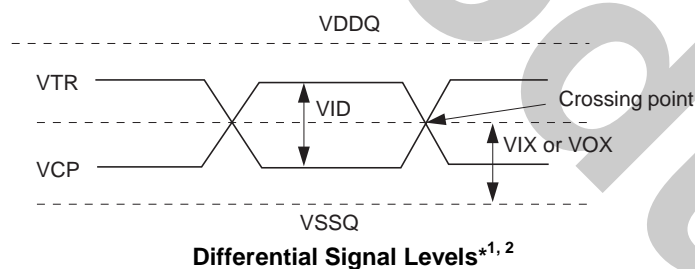 VDDQ
VTR
VID
Crossing point
VIX or VOX
VCP
VSSQ
Differential Signal Levels*1, 2